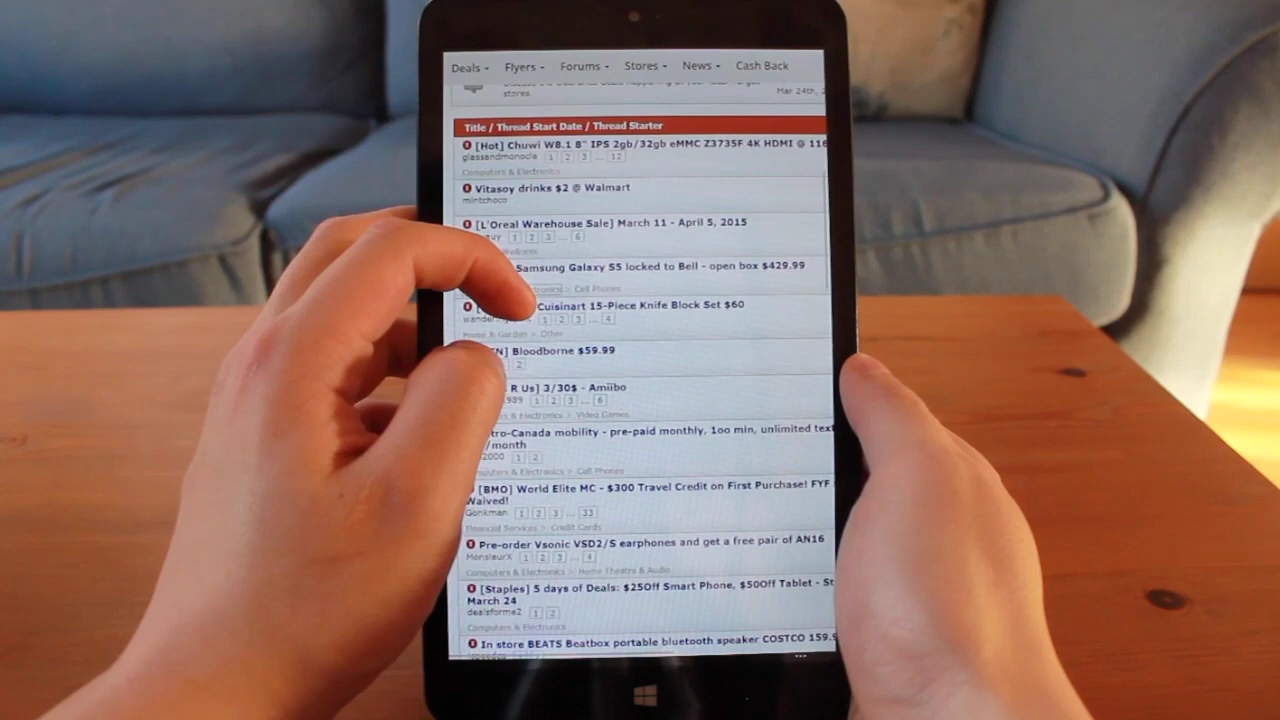 Deals Flyers Forums Stores News Cash Back
stores.
Mar 24th,
Title / Thread Start Date / Thread Starter
[Hot] Chuwi W8.1 8" IPS 2gb/32gb eMMC Z3735F 4K HDMI @ 116
glassandmonocle 1 2 3 ... 12
Computers & Electronics
Vitasoy drinks $2 @ Walmart
mintchoco
[L'Oreal Warehouse Sale] March 11 - April 5, 2015
1 2 3 ... 6
Samsung Galaxy S5 locked to Bell - open box $429.99
> Cell Phones
Cuisinart 15-Piece Knife Block Set $60
1 2 3 ... 4
Home & Garden > Other
Bloodborne $59.99
2
R Us] 3/30$ - Amiibo
989 1 2 3 ... 6
& Electronics > Video Games
tro-Canada mobility - pre-paid monthly, 100 min, unlimited text
/month
2000 1 2
& Electronics > Cell Phones
[BMO] World Elite MC - $300 Travel Credit on First Purchase! FYF
Waived!
Gonkman 1 2 3 ... 33
Financial Services > Credit Cards
Pre-order Vsonic VSD2/S earphones and get a free pair of AN16
MonsieurX 1 2 3 ... 4
Computers & Electronics > Home Theatre & Audio
[Staples] 5 days of Deals: $25Off Smart Phone, $50Off Tablet - St
March 24
dealsforme2 1 2
Computers & Electronics
In store BEATS Beatbox portable bluetooth speaker COSTCO 159.9